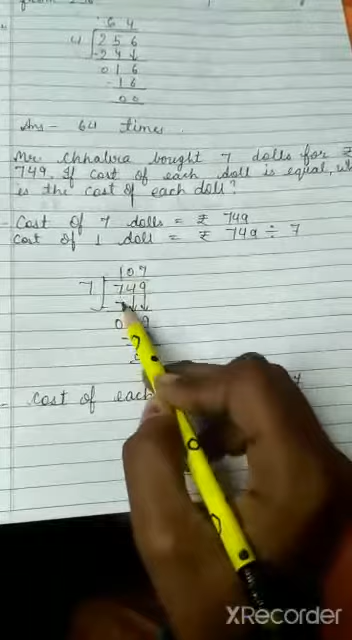 64
4 256
-24↓
016
-16
00
Ans- 64 times.
Mr. Chhabra bought 7 dolls for ₹
749. If cost of each doll is equal, wh
is the cost of each doll?
Cost of 7 dolls = ₹ 749
Cost of 1 doll = ₹ 749 ÷ 7
107
7 749
cost of each
XRecorder